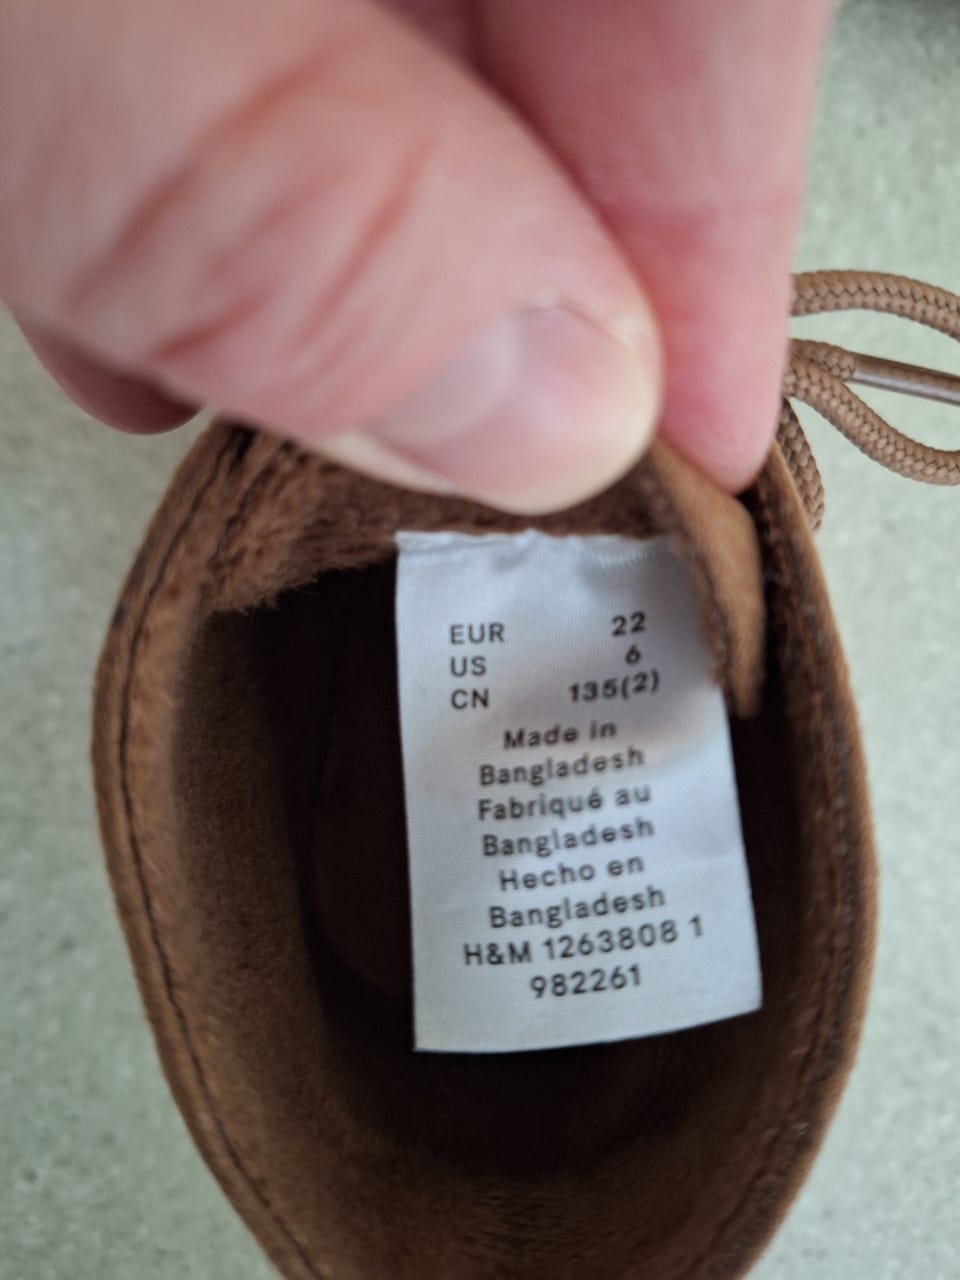 EUR 22
US 6
CN 135(2)
Made in
Bangladesh
Fabriqué au
Bangladesh
Hecho en
Bangladesh
H&M 1263808 1
982261